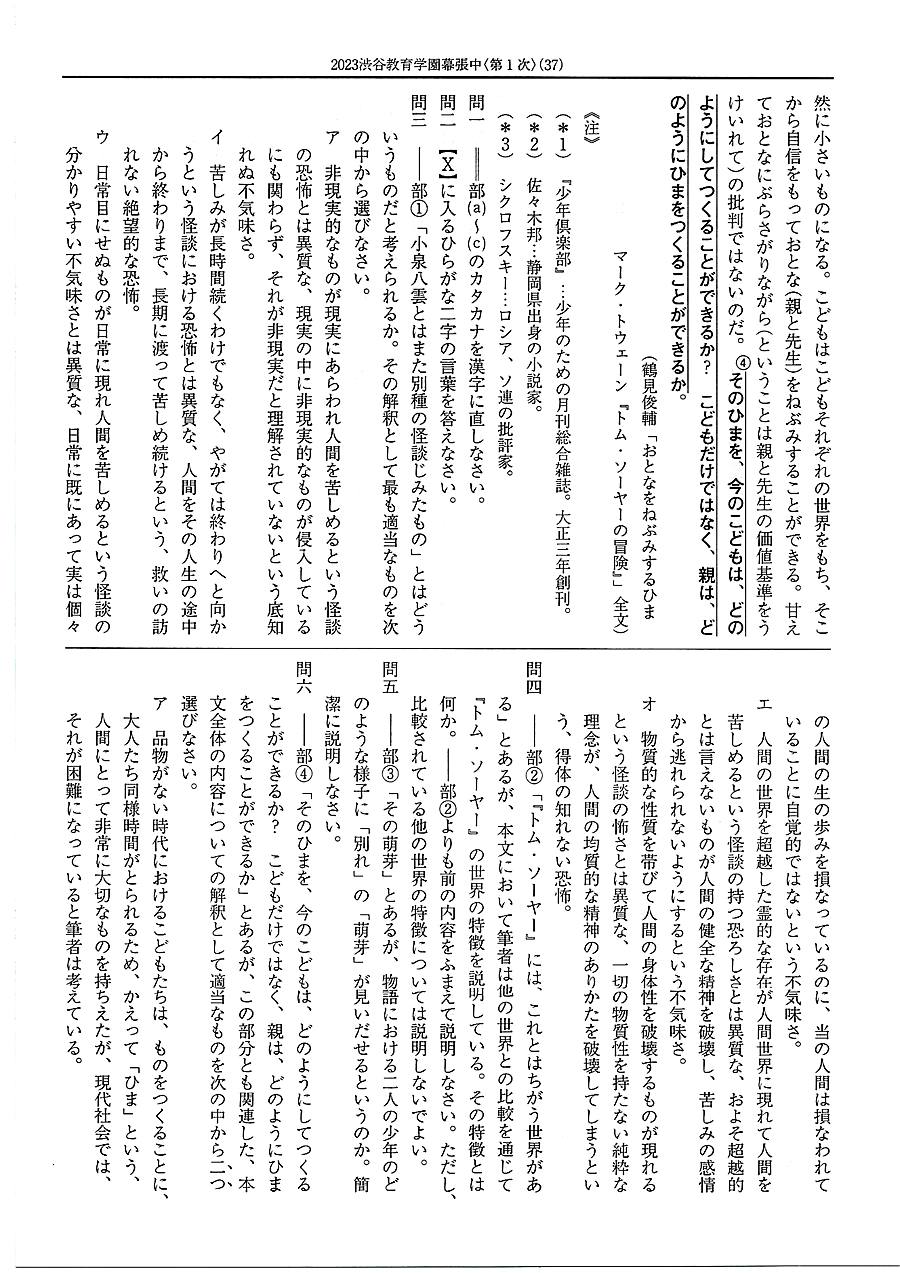 2023渋谷教育学園幕張中〈第1次〉(37)
然に小さいものになる。こどもはこどもそれぞれの世界をもち、そこ
から自信をもっておとな(親と先生)をねぶみすることができる。甘え
ておとなにぶらさがりながら(ということは親と先生の価値基準をう
けいれて)の批判ではないのだ。④そのひまを、今のこどもは、どの
ようにしてつくることができるか? こどもだけではなく、親は、ど
のようにひまをつくることができるか。
(鶴見俊輔「おとなをねぶみするひま
マーク・トウェーン『トム・ソーヤーの冒険』」全文)
《注》
(*1) 『少年俱楽部』…少年のための月刊総合雑誌。大正三年創刊。
(*2) 佐々木邦…静岡県出身の小説家。
(*3) シクロフスキー…ロシア、ソ連の批評家。
問一 ――部(a)~(c)のカタカナを漢字に直しなさい。
問二 【X】に入るひらがな二字の言葉を答えなさい。
問三 ――部①「小泉八雲とはまた別種の怪談じみたもの」とはどう
いうものだと考えられるか。その解釈として最も適当なものを次
の中から選びなさい。
ア 非現実的なものが現実にあらわれ人間を苦しめるという怪談
の恐怖とは異質な、現実の中に非現実的なものが侵入している
にも関わらず、それが非現実だと理解されていないという底知
れぬ不気味さ。
イ 苦しみが長時間続くわけでもなく、やがては終わりへと向か
うという怪談における恐怖とは異質な、人間をその人生の途中
から終わりまで、長期に渡って苦しめ続けるという、救いの訪
れない絶望的な恐怖。
ウ 日常目にせぬものが日常に現れ人間を苦しめるという怪談の
分かりやすい不気味さとは異質な、日常に既にあって実は個々
の人間の生の歩みを損なっているのに、当の人間は損なわれて
いることに自覚的ではないという不気味さ。
エ 人間の世界を超越した霊的な存在が人間世界に現れて人間を
苦しめるという怪談の持つ恐ろしさとは異質な、およそ超越的
とは言えないものが人間の健全な精神を破壊し、苦しみの感情
から逃れられないようにするという不気味さ。
オ 物質的な性質を帯びて人間の身体性を破壊するものが現れる
という怪談の怖さとは異質な、一切の物質性を持たない純粋な
理念が、人間の均質的な精神のありかたを破壊してしまうとい
う、得体の知れない恐怖。
問四 ――部②「『トム・ソーヤー』には、これとはちがう世界があ
る」とあるが、本文において筆者は他の世界との比較を通じて
『トム・ソーヤー』の世界の特徴を説明している。その特徴とは
何か。――部②よりも前の内容をふまえて説明しなさい。ただし、
比較されている他の世界の特徴については説明しないでよい。
問五 ――部③「その萌芽」とあるが、物語における二人の少年のど
のような様子に「別れ」の「萌芽」が見いだせるというのか。簡
潔に説明しなさい。
問六 ――部④「そのひまを、今のこどもは、どのようにしてつくる
ことができるか? こどもだけではなく、親は、どのようにひま
をつくることができるか」とあるが、この部分とも関連した、本
文全体の内容についての解釈として適当なものを次の中から二つ
選びなさい。
ア 品物がない時代におけるこどもたちは、ものをつくることに、
大人たち同様時間がとられるため、かえって「ひま」という、
人間にとって非常に大切なものを持ちえたが、現代社会では、
それが困難になっていると筆者は考えている。